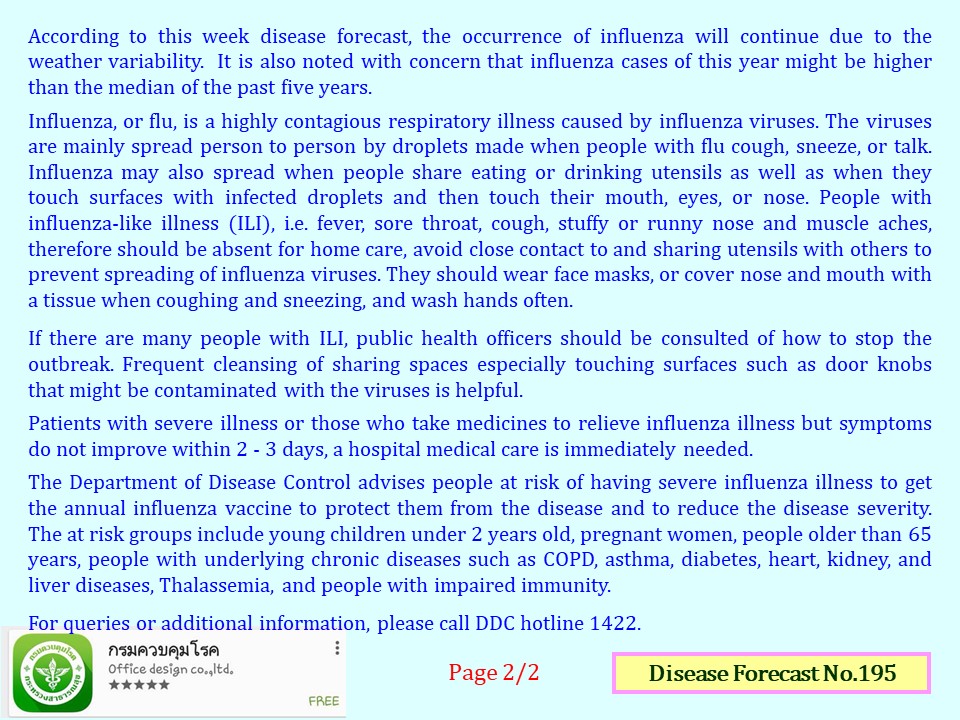 According to this week disease forecast, the occurrence of influenza will continue due to the
weather variability. It is also noted with concern that influenza cases of this year might be higher
than the median of the past five years.
Influenza, or flu, is a highly contagious respiratory illness caused by influenza viruses. The viruses
are mainly spread person to person by droplets made when people with flu cough, sneeze, or talk.
Influenza may also spread when people share eating or drinking utensils as well as when they
touch surfaces with infected droplets and then touch their mouth, eyes, or nose. People with
influenza-like illness (ILI), i.e. fever, sore throat, cough, stuffy or runny nose and muscle aches,
therefore should be absent for home care, avoid close contact to and sharing utensils with others to
prevent spreading of influenza viruses. They should wear face masks, or cover nose and mouth with
a tissue when coughing and sneezing, and wash hands often.
If there are many people with ILI, public health officers should be consulted of how to stop the
outbreak. Frequent cleansing of sharing spaces especially touching surfaces such as door knobs
that might be contaminated with the viruses is helpful.
Patients with severe illness or those who take medicines to relieve influenza illness but symptoms
do not improve within 2 - 3 days, a hospital medical care is immediately needed.
The Department of Disease Control advises people at risk of having severe influenza illness to get
the annual influenza vaccine to protect them from the disease and to reduce the disease severity.
The at risk groups include young children under 2 years old, pregnant women, people older than 65
years, people with underlying chronic diseases such as COPD, asthma, diabetes, heart, kidney, and
liver diseases, Thalassemia, and people with impaired immunity.
For queries or additional information, please call DDC hotline 1422.
กรมควบคุมโรค
Office design co.,ltd.
FREE
Page 2/2
Disease Forecast No.195